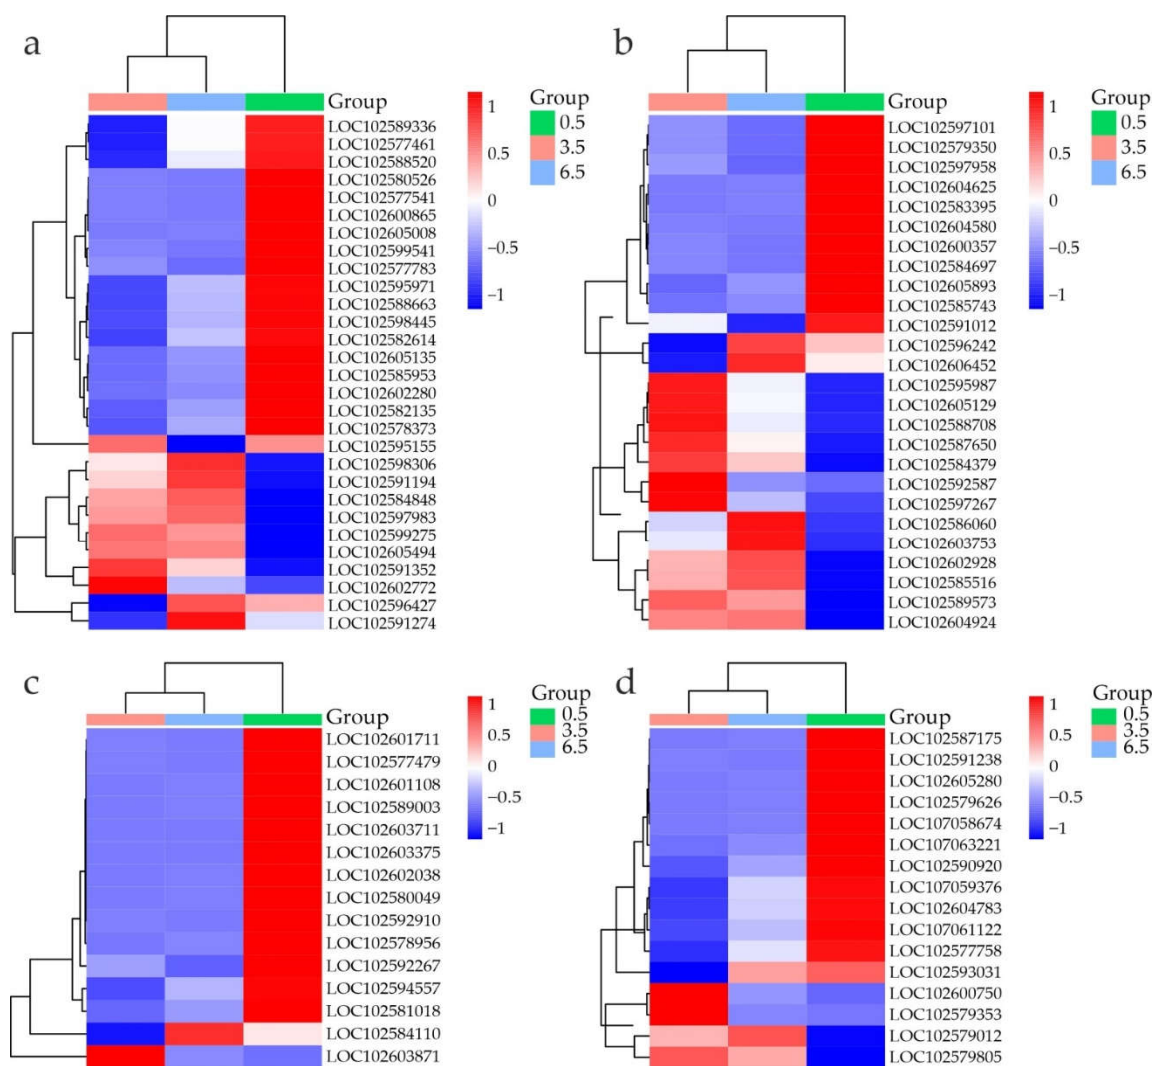 a
Group
LOC102589336
LOC102577461
LOC102588520
LOC102580526
LOC102577541
LOC102600865
LOC102605008
LOC102599541
LOC102577783
LOC102595971
LOC102588663
LOC102598445
LOC102582614
LOC102605135
LOC102585953
LOC102602280
LOC102582135
LOC102578373
LOC102595155
LOC102598306
LOC102591194
LOC102584848
LOC102597983
LOC102599275
LOC102605494
LOC102591352
LOC102602772
LOC102596427
LOC102591274
1
0.5
0
−0.5
−1
Group
0.5
3.5
6.5
b
Group
LOC102597101
LOC102579350
LOC102597958
LOC102604625
LOC102583395
LOC102604580
LOC102600357
LOC102584697
LOC102605893
LOC102585743
LOC102591012
LOC102596242
LOC102606452
LOC102595987
LOC102605129
LOC102588708
LOC102587650
LOC102584379
LOC102592587
LOC102597267
LOC102586060
LOC102603753
LOC102602928
LOC102585516
LOC102589573
LOC102604924
1
0.5
0
−0.5
−1
Group
0.5
3.5
6.5
c
Group
LOC102601711
LOC102577479
LOC102601108
LOC102589003
LOC102603711
LOC102603375
LOC102602038
LOC102580049
LOC102592910
LOC102578956
LOC102592267
LOC102594557
LOC102581018
LOC102584110
LOC102603871
1
0.5
0
−0.5
−1
Group
0.5
3.5
6.5
d
Group
LOC102587175
LOC102591238
LOC102605280
LOC102579626
LOC107058674
LOC107063221
LOC102590920
LOC107059376
LOC102604783
LOC107061122
LOC102577758
LOC102593031
LOC102600750
LOC102579353
LOC102579012
LOC102579805
1
0.5
0
−0.5
−1
Group
0.5
3.5
6.5